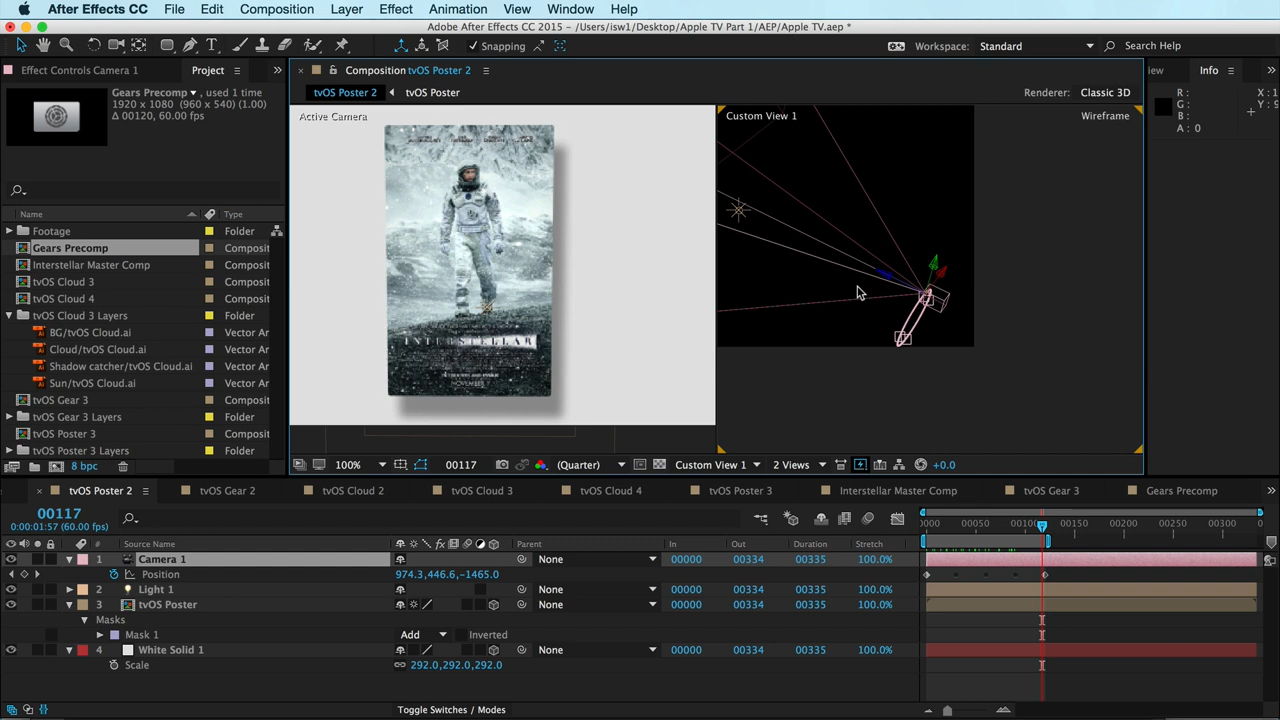 After Effects CC File Edit Composition Layer Effect Animation View Window Help
Adobe After Effects CC 2015 - /Users/isw1/Desktop/Apple TV Part 1/AEP/Apple TV.aep *
Snapping Workspace: Standard Search Help
Effect Controls Camera 1 Project Composition tvOS Poster 2 iew Info
Gears Precomp , used 1 time
1920 x 1080 (960 x 540) (1.00)
Δ 00120, 60.00 fps)
tvOS Poster 2 tvOS Poster Renderer: Classic 3D
Active Camera
Custom View 1 Wireframe
R: X: 1
G: Y: 9
B:
A: 0
Name Type
Footage Folder
Gears Precomp Composit
Interstellar Master Comp Composit
tvOS Cloud 3 Composit
tvOS Cloud 4 Composit
tvOS Cloud 3 Layers Folder
BG/tvOS Cloud.ai Vector Ar
Cloud/tvOS Cloud.ai Vector Ar
Shadow catcher/tvOS Cloud.ai Vector Ar
Sun/tvOS Cloud.ai Vector Ar
tvOS Gear 3 Composit
tvOS Gear 3 Layers Folder
tvOS Poster 3 Composit
tvOS Poster 3 Layers Folder
INTERSTELLAR
NOVEMBER 7
8 bpc
100% 00117 (Quarter) Custom View 1 2 Views +0.0
tvOS Poster 2 tvOS Gear 2 tvOS Cloud 2 tvOS Cloud 3 tvOS Cloud 4 tvOS Poster 3 Interstellar Master Comp tvOS Gear 3 Gears Precomp
00117
0:00:01:57 (60.00 fps)
0000 00050 00100 00150 00200 00250 00300
# Source Name Parent In Out Duration Stretch
1 Camera 1 None 00000 00334 00335 100.0%
Position 974.3,446.6,-1465.0
2 Light 1 None 00000 00334 00335 100.0%
3 tvOS Poster None 00000 00334 00335 100.0%
Masks
Mask 1 Add Inverted
4 White Solid 1 None 00000 00334 00335 100.0%
Scale 292.0,292.0,292.0
Toggle Switches / Modes